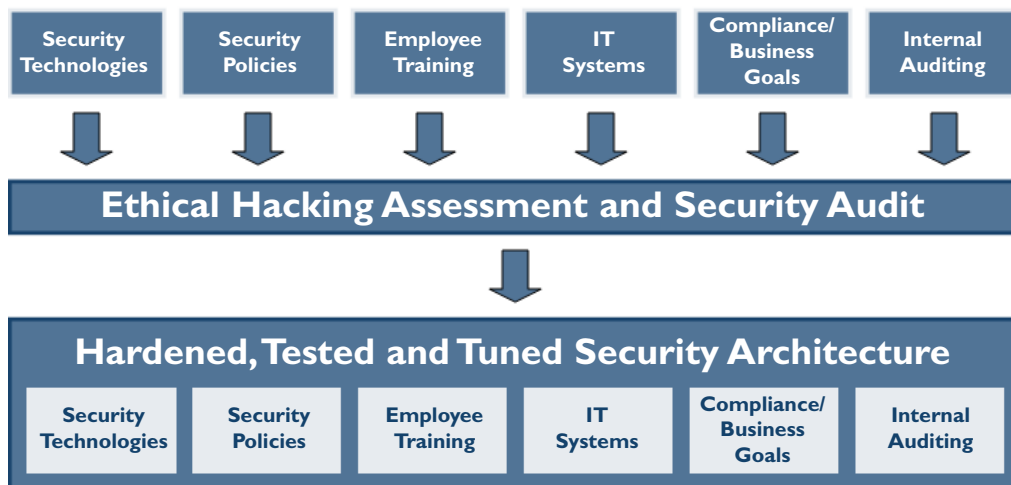 Security
Technologies
Security
Policies
Employee
Training
IT
Systems
Compliance/
Business
Goals
Internal
Auditing
Ethical Hacking Assessment and Security Audit
Hardened, Tested and Tuned Security Architecture
Security
Technologies
Security
Policies
Employee
Training
IT
Systems
Compliance/
Business
Goals
Internal
Auditing